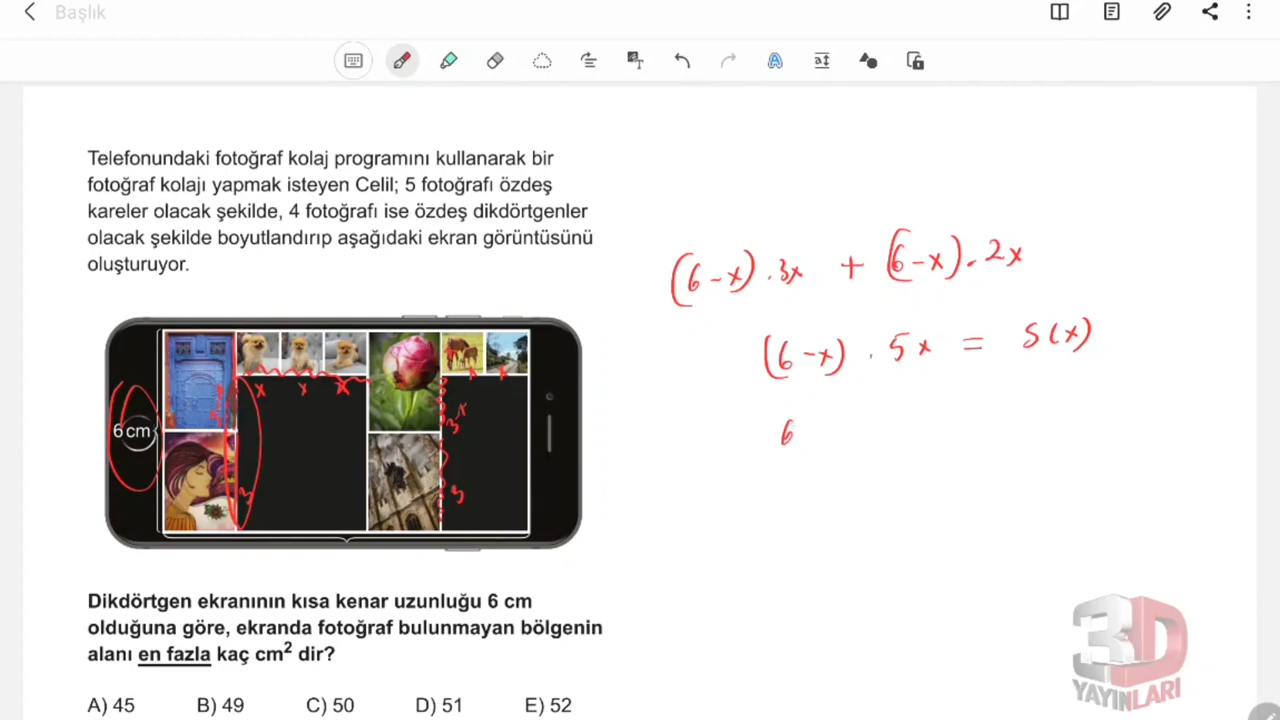 Başlık
Telefonundaki fotoğraf kolaj programını kullanarak bir
fotoğraf kolajı yapmak isteyen Celil; 5 fotoğrafı özdeş
kareler olacak şekilde, 4 fotoğrafı ise özdeş dikdörtgenler
olacak şekilde boyutlandırıp aşağıdaki ekran görüntüsünü
oluşturuyor.
6 cm
x x x
x x
3
x
3
3
(6-x).3x + (6-x).2x
(6-x).5x = S(x)
6
Dikdörtgen ekranının kısa kenar uzunluğu 6 cm
olduğuna göre, ekranda fotoğraf bulunmayan bölgenin
alanı en fazla kaç cm² dir?
A) 45 B) 49 C) 50 D) 51 E) 52
3D
YAYINLARI